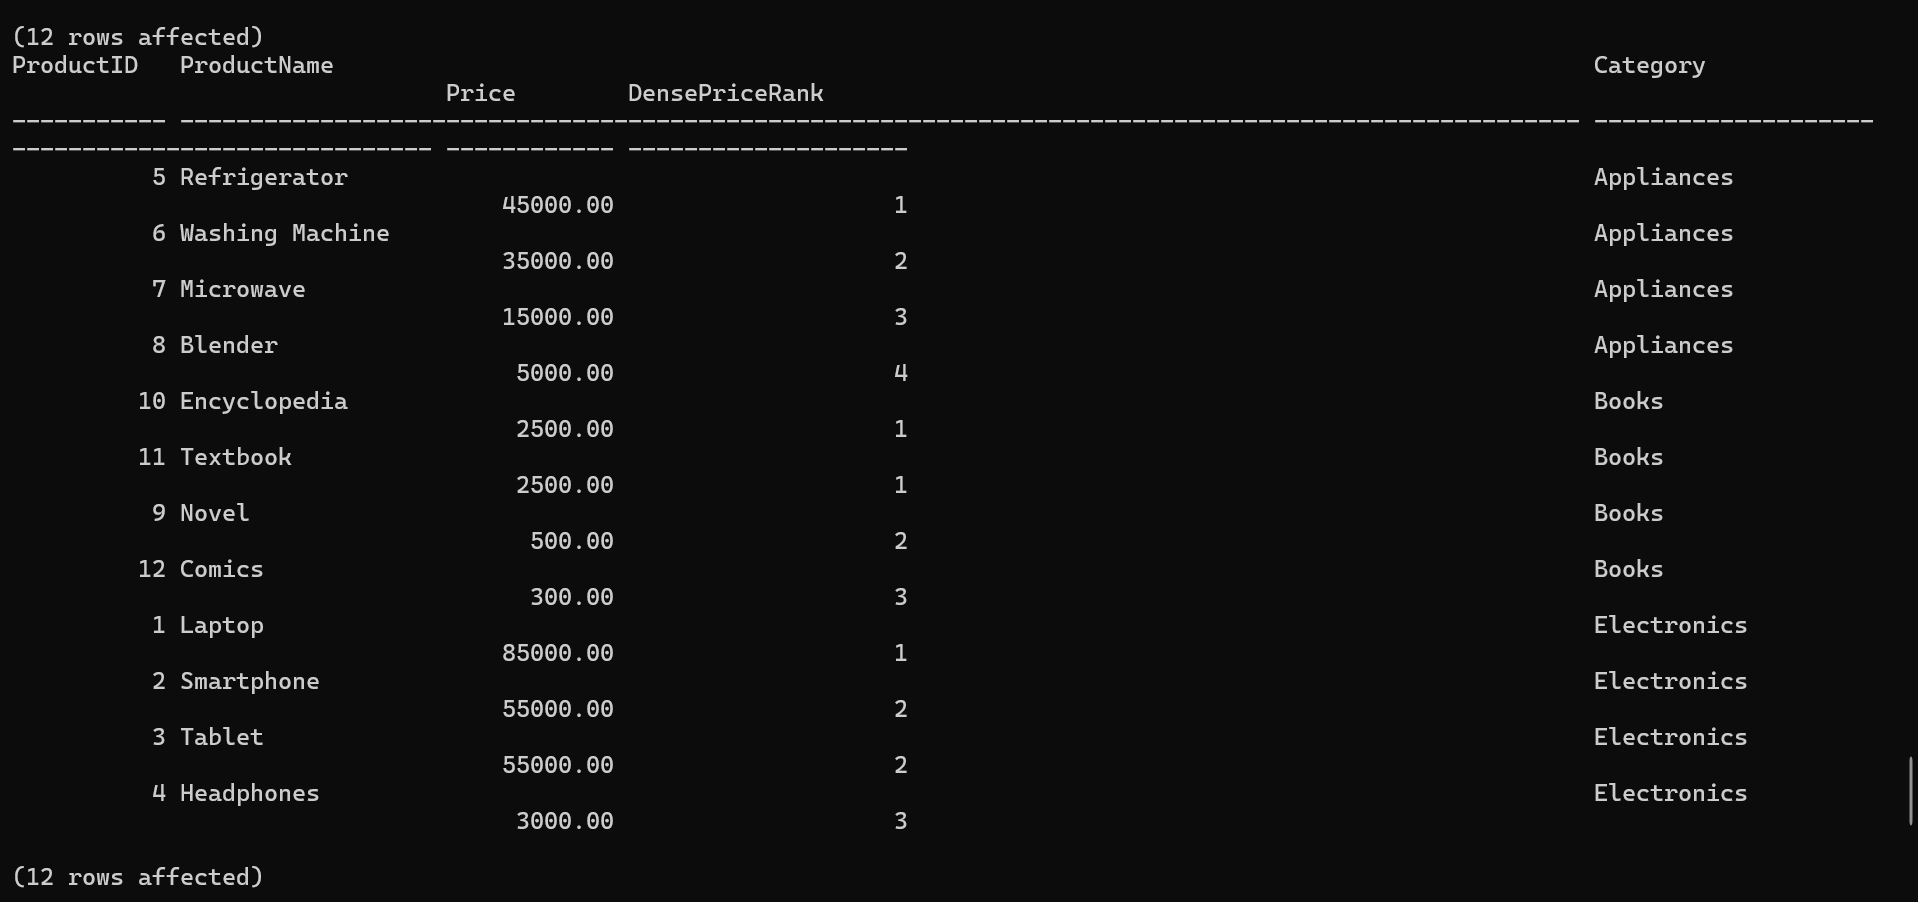 (12 rows affected)
ProductID   ProductName                                                                                          Category
                               Price        DensePriceRank
----------- ---------------------------------------------------------------------------------------------------- --------------------
------------------------------ ------------ --------------------
          5 Refrigerator                                                                                         Appliances
                                   45000.00                    1
          6 Washing Machine                                                                                      Appliances
                                   35000.00                    2
          7 Microwave                                                                                            Appliances
                                   15000.00                    3
          8 Blender                                                                                              Appliances
                                    5000.00                    4
         10 Encyclopedia                                                                                         Books
                                    2500.00                    1
         11 Textbook                                                                                             Books
                                    2500.00                    1
          9 Novel                                                                                                Books
                                     500.00                    2
         12 Comics                                                                                               Books
                                     300.00                    3
          1 Laptop                                                                                               Electronics
                                   85000.00                    1
          2 Smartphone                                                                                           Electronics
                                   55000.00                    2
          3 Tablet                                                                                               Electronics
                                   55000.00                    2
          4 Headphones                                                                                           Electronics
                                    3000.00                    3
(12 rows affected)